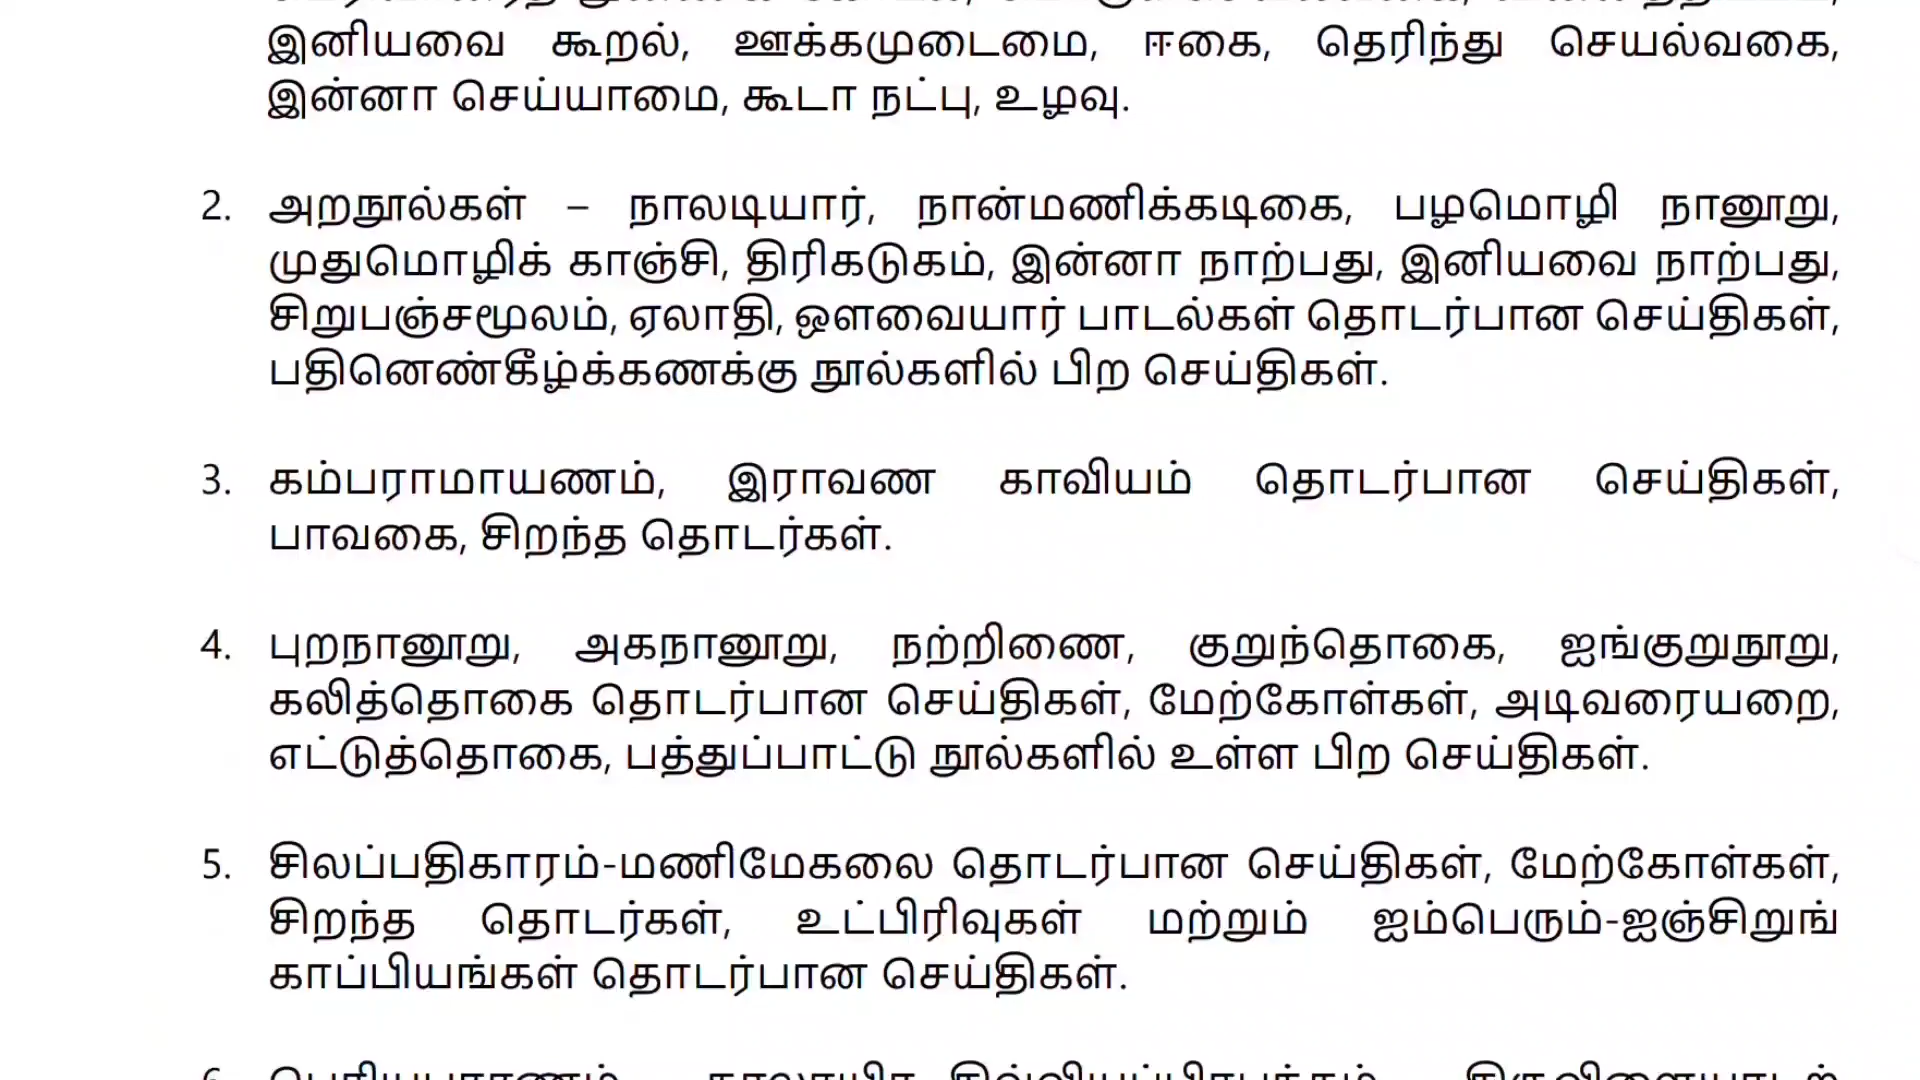 இனியவை கூறல், ஊக்கமுடைமை, ஈகை, தெரிந்து செயல்வகை,
இன்னா செய்யாமை, கூடா நட்பு, உழவு.
2. அறநூல்கள் – நாலடியார், நான்மணிக்கடிகை, பழமொழி நானூறு,
முதுமொழிக் காஞ்சி, திரிகடுகம், இன்னா நாற்பது, இனியவை நாற்பது,
சிறுபஞ்சமூலம், ஏலாதி, ஔவையார் பாடல்கள் தொடர்பான செய்திகள்,
பதினெண்கீழ்க்கணக்கு நூல்களில் பிற செய்திகள்.
3. கம்பராமாயணம், இராவண காவியம் தொடர்பான செய்திகள்,
பாவகை, சிறந்த தொடர்கள்.
4. புறநானூறு, அகநானூறு, நற்றிணை, குறுந்தொகை, ஐங்குறுநூறு,
கலித்தொகை தொடர்பான செய்திகள், மேற்கோள்கள், அடிவரையறை,
எட்டுத்தொகை, பத்துப்பாட்டு நூல்களில் உள்ள பிற செய்திகள்.
5. சிலப்பதிகாரம்-மணிமேகலை தொடர்பான செய்திகள், மேற்கோள்கள்,
சிறந்த தொடர்கள், உட்பிரிவுகள் மற்றும் ஐம்பெரும்-ஐஞ்சிறுங்
காப்பியங்கள் தொடர்பான செய்திகள்.